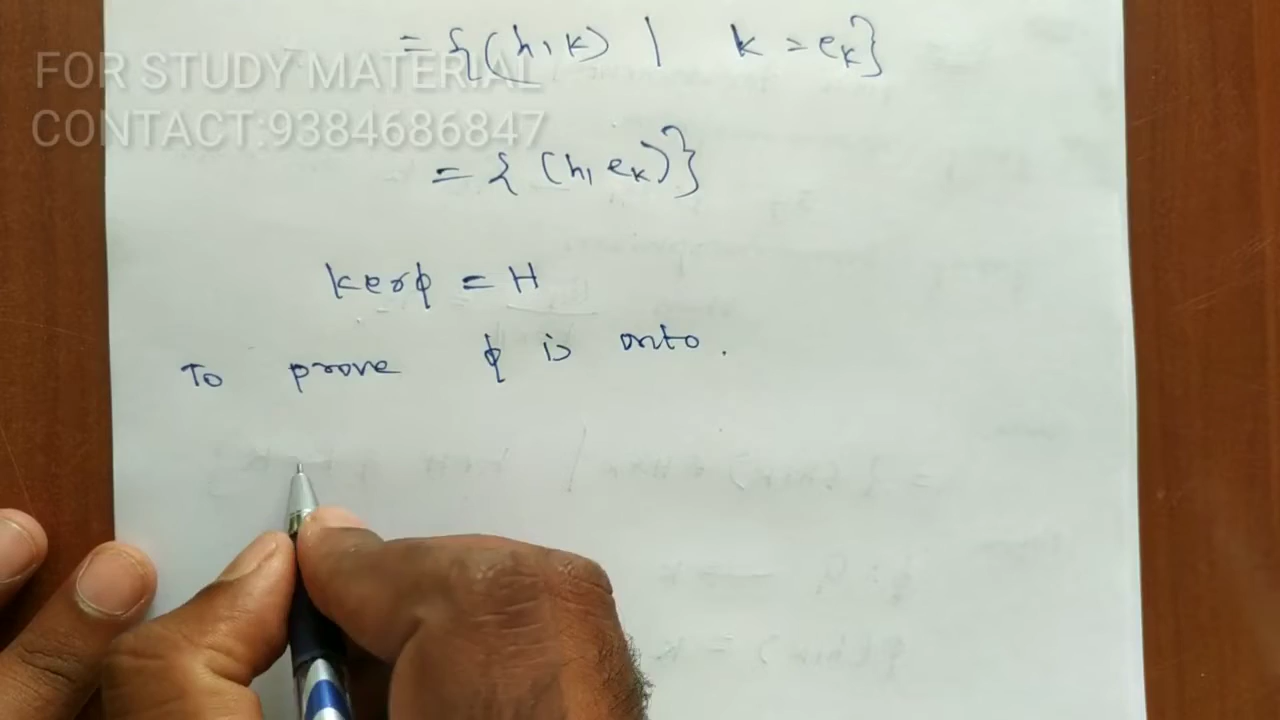 = {(h, k) | k = eₖ}
FOR STUDY MATERIAL
CONTACT:9384686847
= { (h, eₖ)}
kerϕ = H
To prove ϕ is onto.